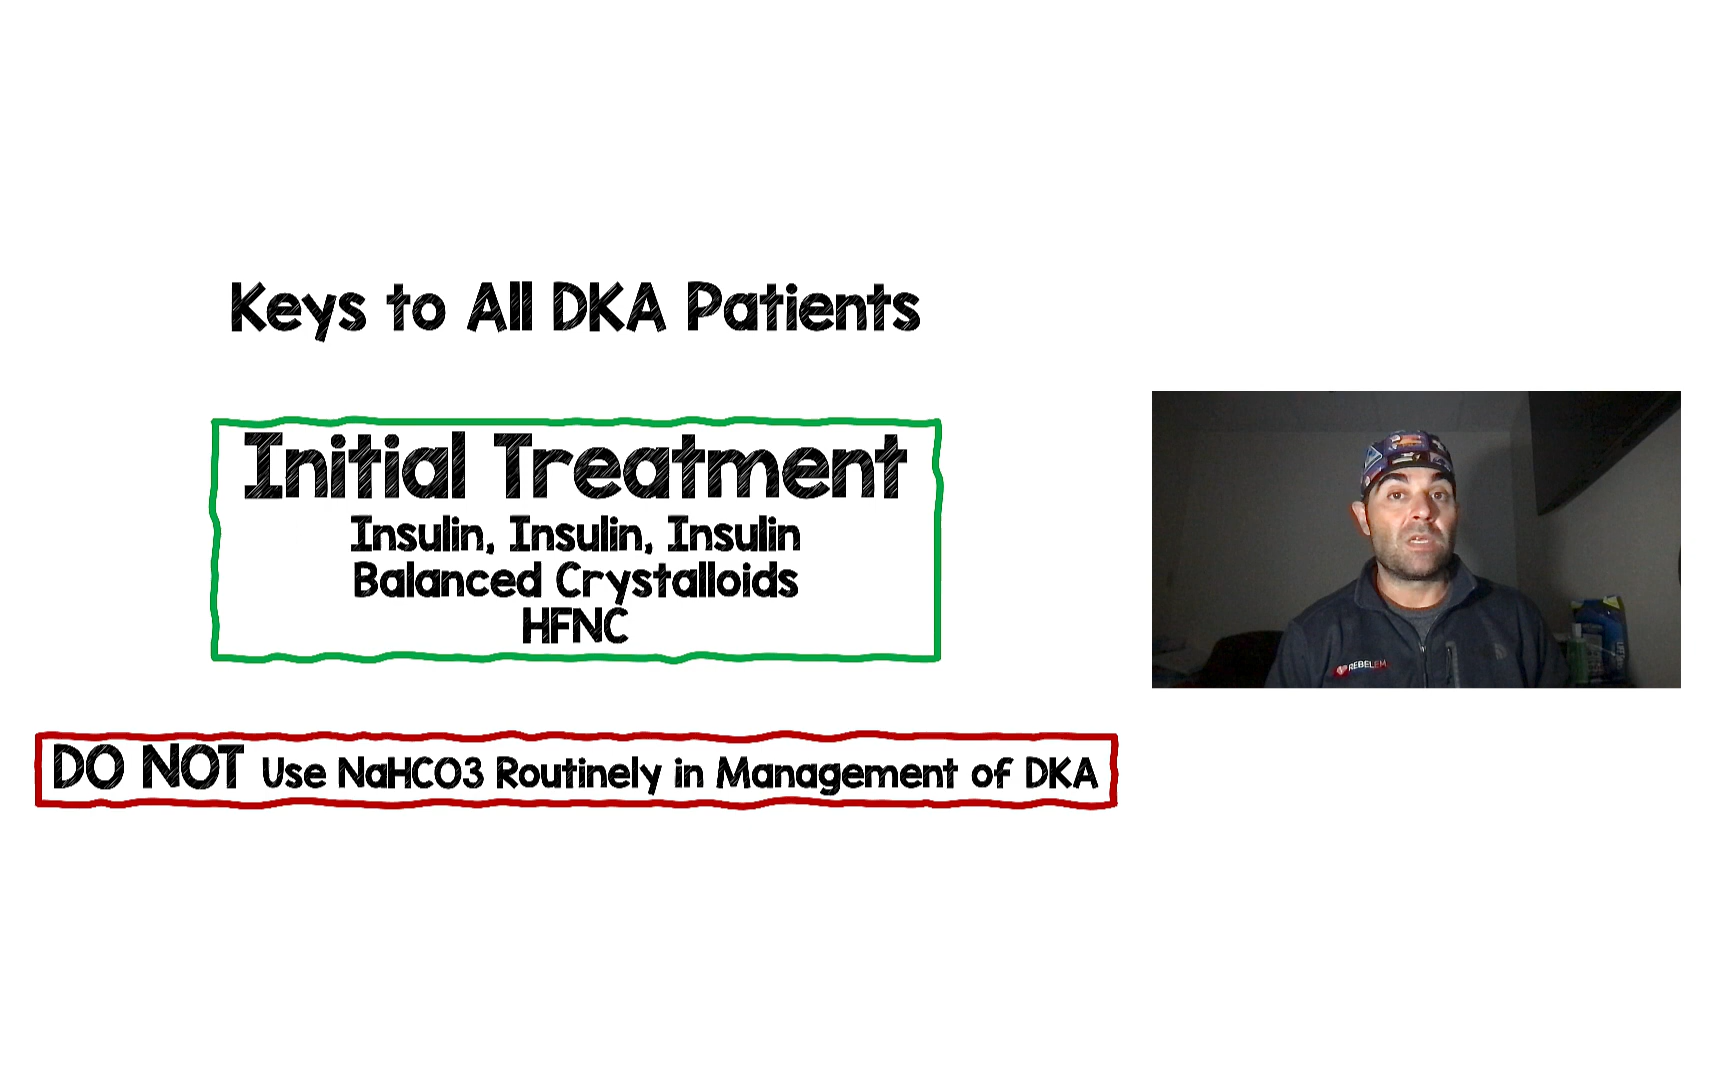 Keys to All DKA Patients
Initial Treatment
Insulin, Insulin, Insulin
Balanced Crystalloids
HFNC
DO NOT Use NaHCO3 Routinely in Management of DKA
REBELEM